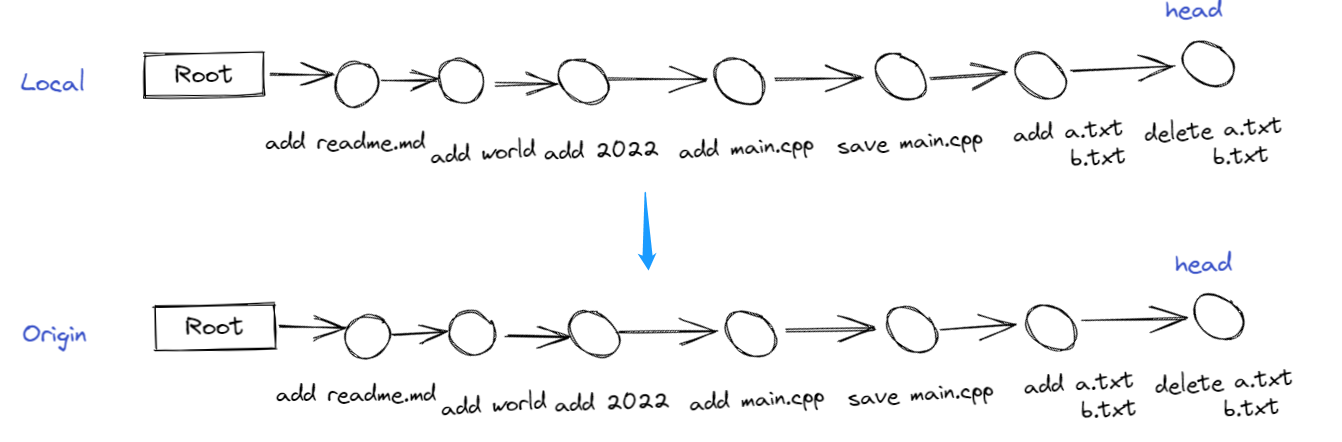 head
Local
Root
add readme.md add world add 2022 add main.cpp save main.cpp add a.txt delete a.txt
b.txt b.txt
head
Origin
Root
add readme.md add world add 2022 add main.cpp save main.cpp add a.txt delete a.txt
b.txt b.txt